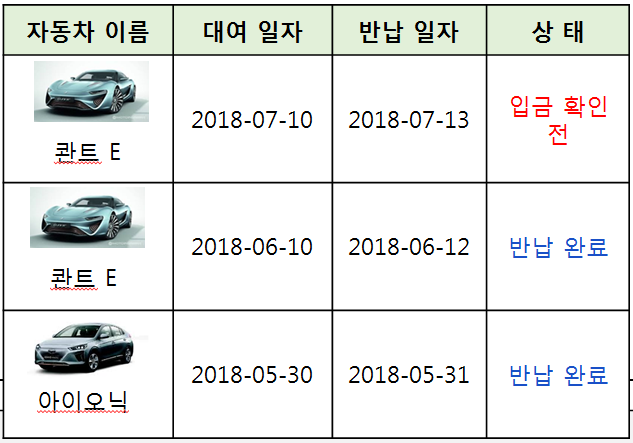 자동차 이름 대여 일자 반납 일자 상 태
콴트 E 2018-07-10 2018-07-13 입금 확인
전
콴트 E 2018-06-10 2018-06-12 반납 완료
아이오닉 2018-05-30 2018-05-31 반납 완료